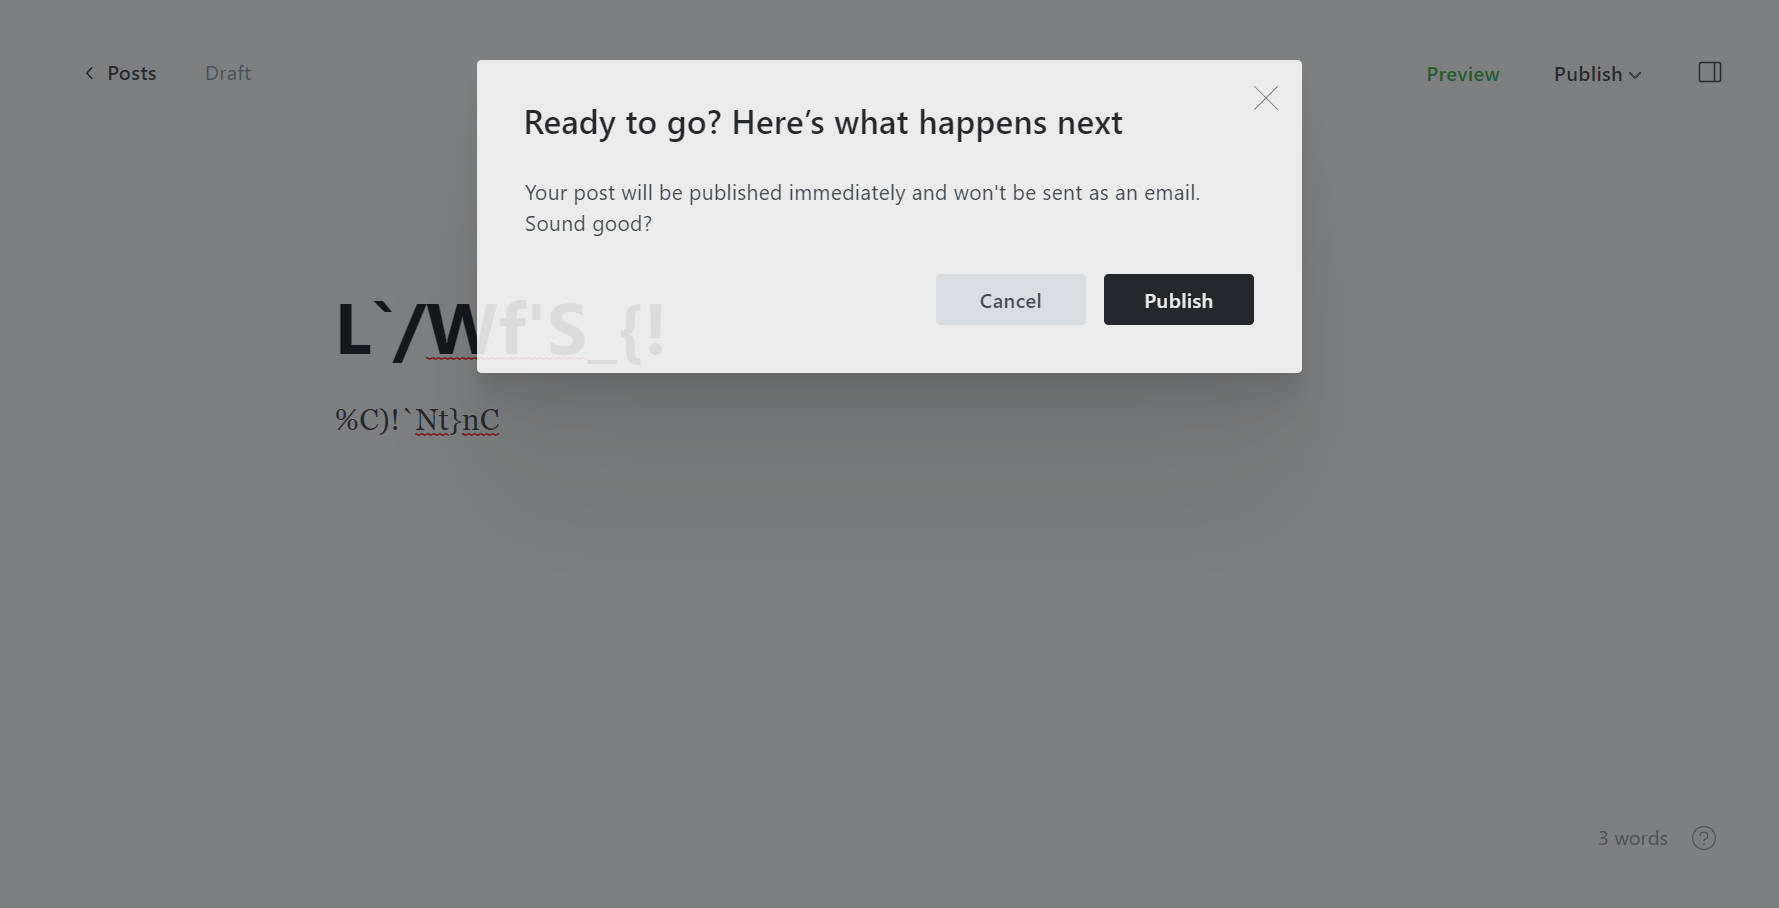 Posts
Draft
Preview
Publish
Ready to go? Here’s what happens next
Your post will be published immediately and won't be sent as an email.
Sound good?
Cancel
Publish
L`/Wf'S_{!
%C)!`Nt}nC
3 words
?